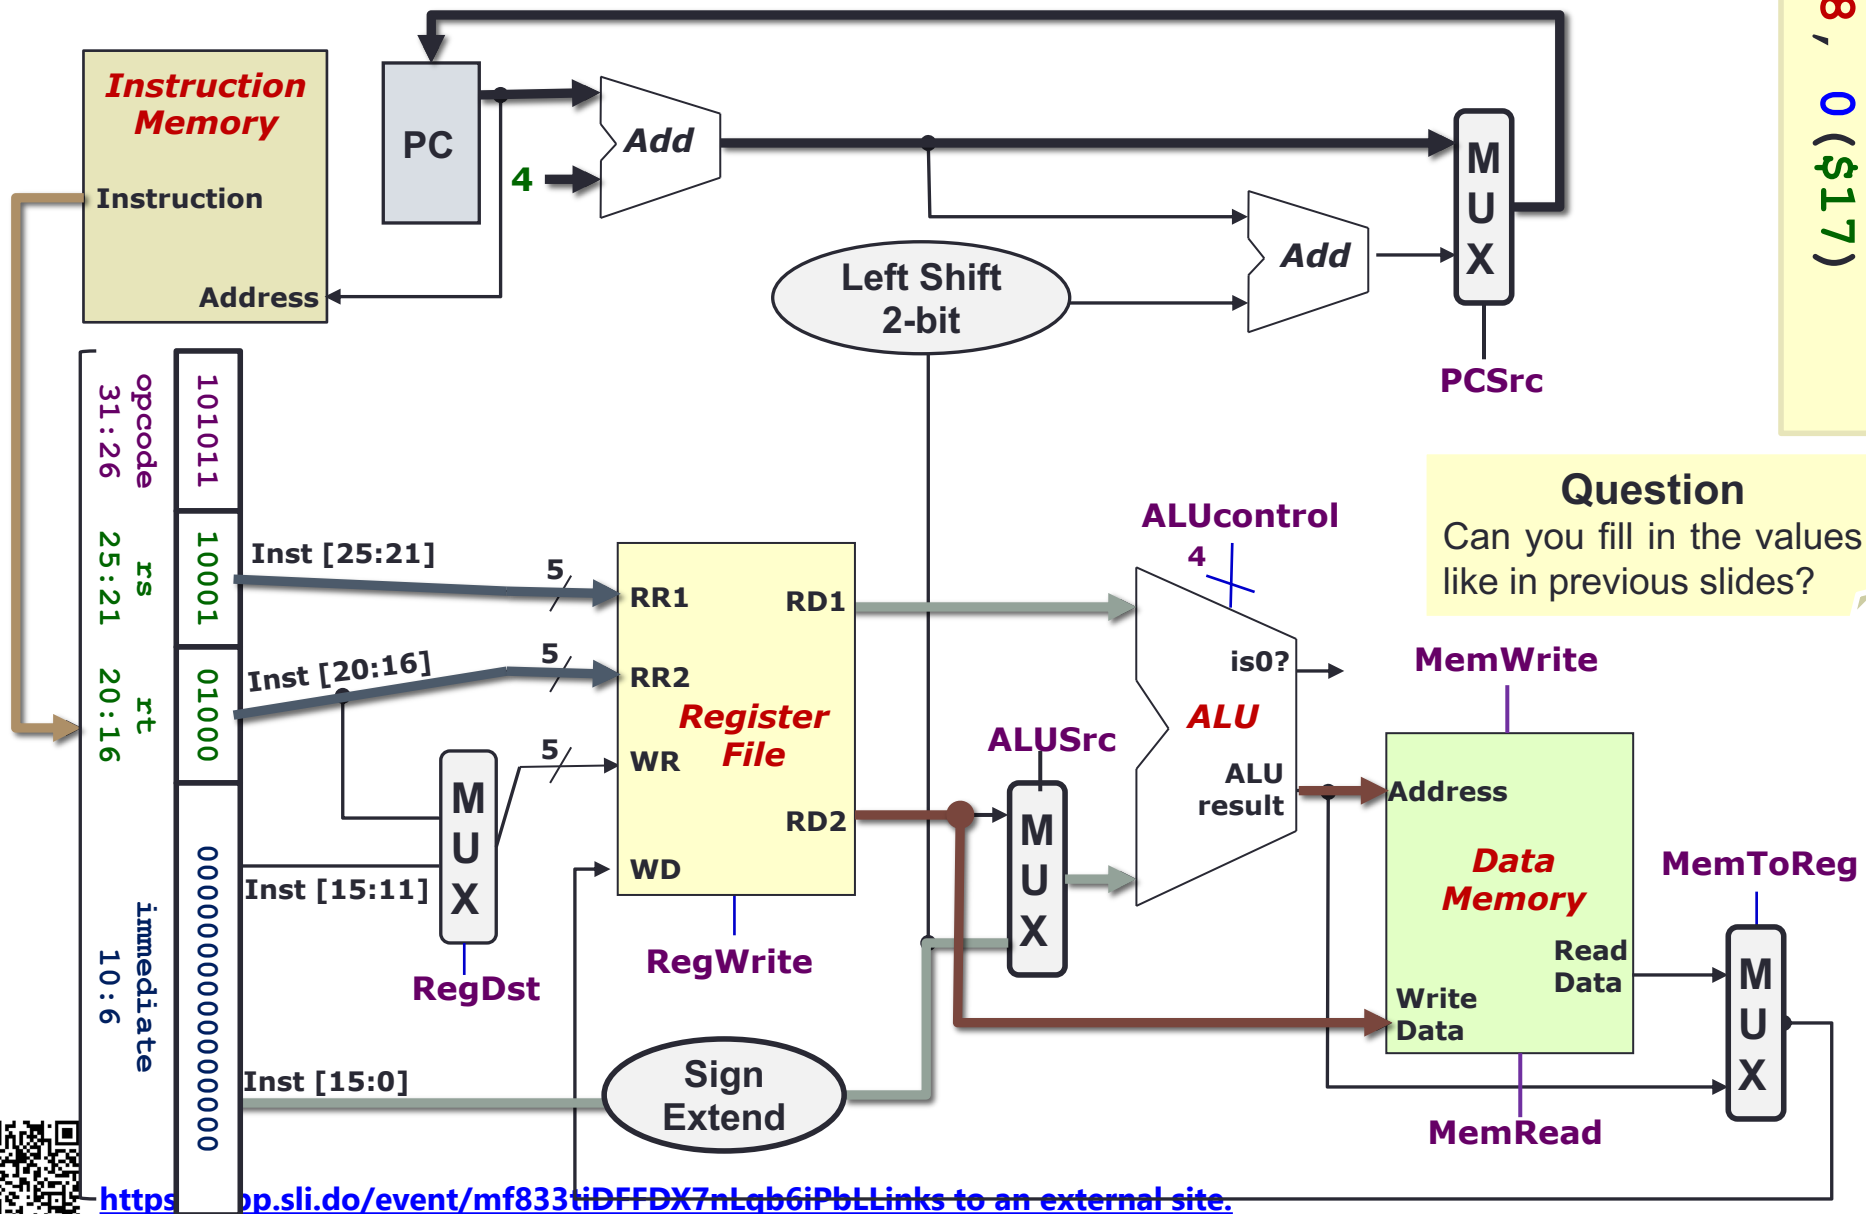 8, 0($17)
Instruction
Memory
Instruction
Address
PC
4
Add
Add
M
U
X
PCSrc
Left Shift
2-bit
opcode
31:26
101011
rs
25:21
10001
rt
20:16
01000
immediate
10:6
0000000000000000
Inst [25:21]
5
Inst [20:16]
5
5
Inst [15:11]
Inst [15:0]
M
U
X
RegDst
RR1
RR2
WR
WD
RD1
RD2
Register
File
RegWrite
Sign
Extend
ALUSrc
M
U
X
ALUcontrol
4
is0?
ALU
ALU
result
Question
Can you fill in the values
like in previous slides?
MemWrite
Address
Data
Memory
Read
Data
Write
Data
MemRead
MemToReg
M
U
X
https pp.sli.do/event/mf833tiDFFDX7nLqb6iPbLLinks to an external site.